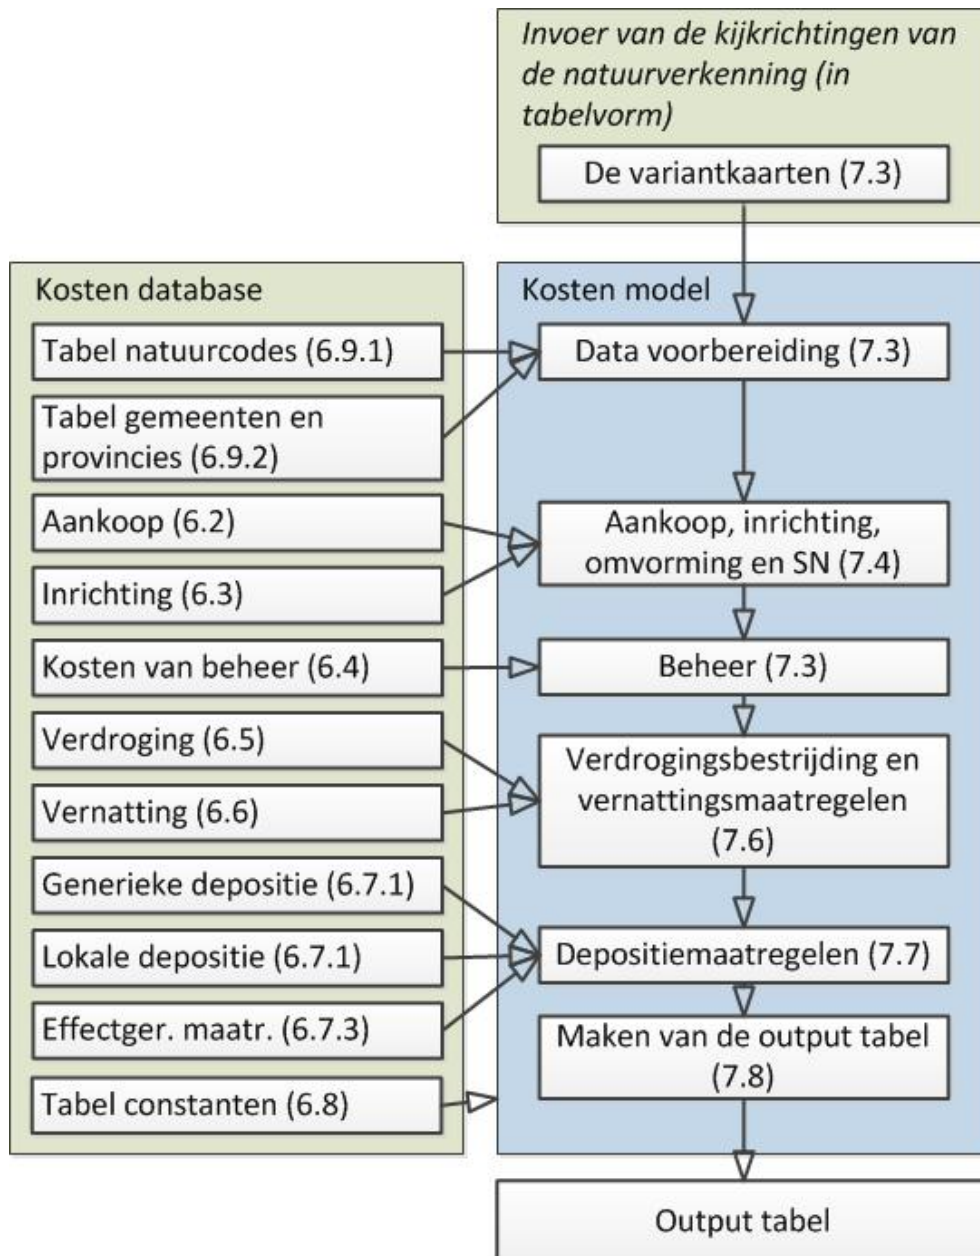 Invoer van de kijkrichtingen van
de natuurverkenning (in
tabelvorm)
De variantkaarten (7.3)
Kosten database
Tabel natuurcodes (6.9.1)
Tabel gemeenten en
provincies (6.9.2)
Aankoop (6.2)
Inrichting (6.3)
Kosten van beheer (6.4)
Verdroging (6.5)
Vernatting (6.6)
Generieke depositie (6.7.1)
Lokale depositie (6.7.1)
Effectger. maatr. (6.7.3)
Tabel constanten (6.8)
Kosten model
Data voorbereiding (7.3)
Aankoop, inrichting,
omvorming en SN (7.4)
Beheer (7.3)
Verdrogingsbestrijding en
vernattingsmaatregelen
(7.6)
Depositiemaatregelen (7.7)
Maken van de output tabel
(7.8)
Output tabel